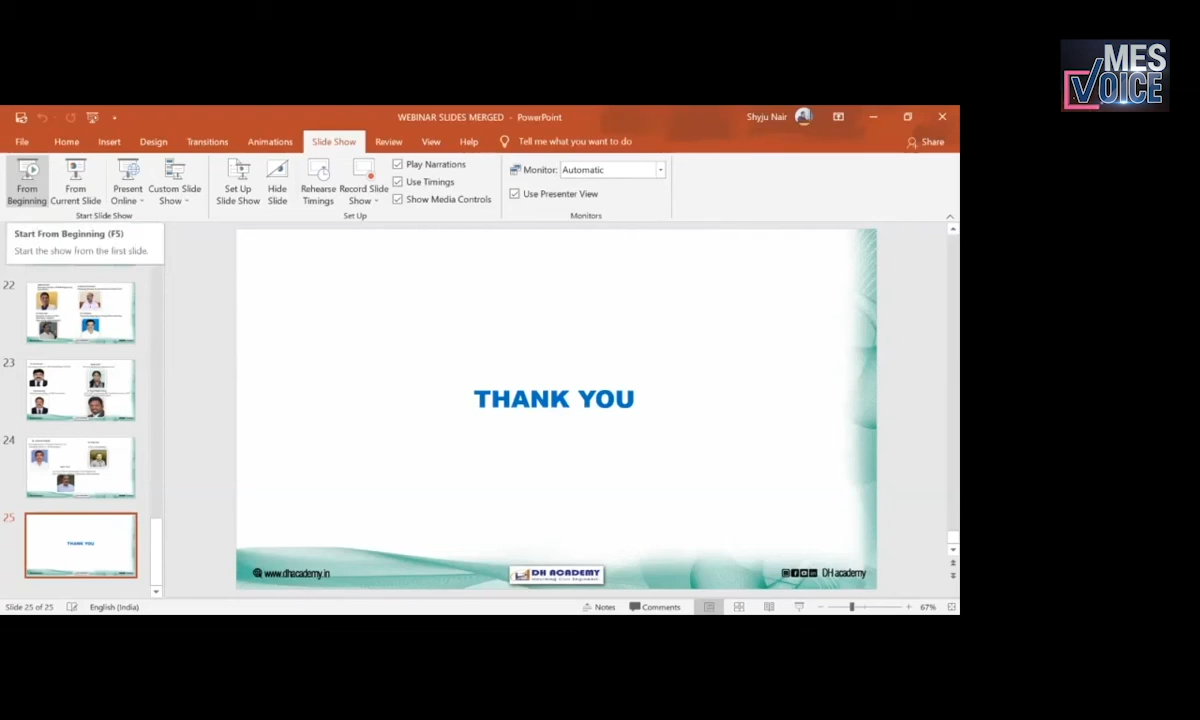 MES
VOICE
WEBINAR SLIDES MERGED - PowerPoint
Shyju Nair
File Home Insert Design Transitions Animations Slide Show Review View Help Tell me what you want to do Share
From Beginning
From Current Slide
Present Online
Custom Slide Show
Start Slide Show
Set Up Slide Show
Hide Slide
Rehearse Timings
Record Slide Show
Play Narrations
Use Timings
Show Media Controls
Set Up
Monitor: Automatic
Use Presenter View
Monitors
Start From Beginning (F5)
Start the show from the first slide.
22
23
24
25
THANK YOU
THANK YOU
www.dhacademy.in
DH ACADEMY
DH academy
Slide 25 of 25 English (India) Notes Comments 67%